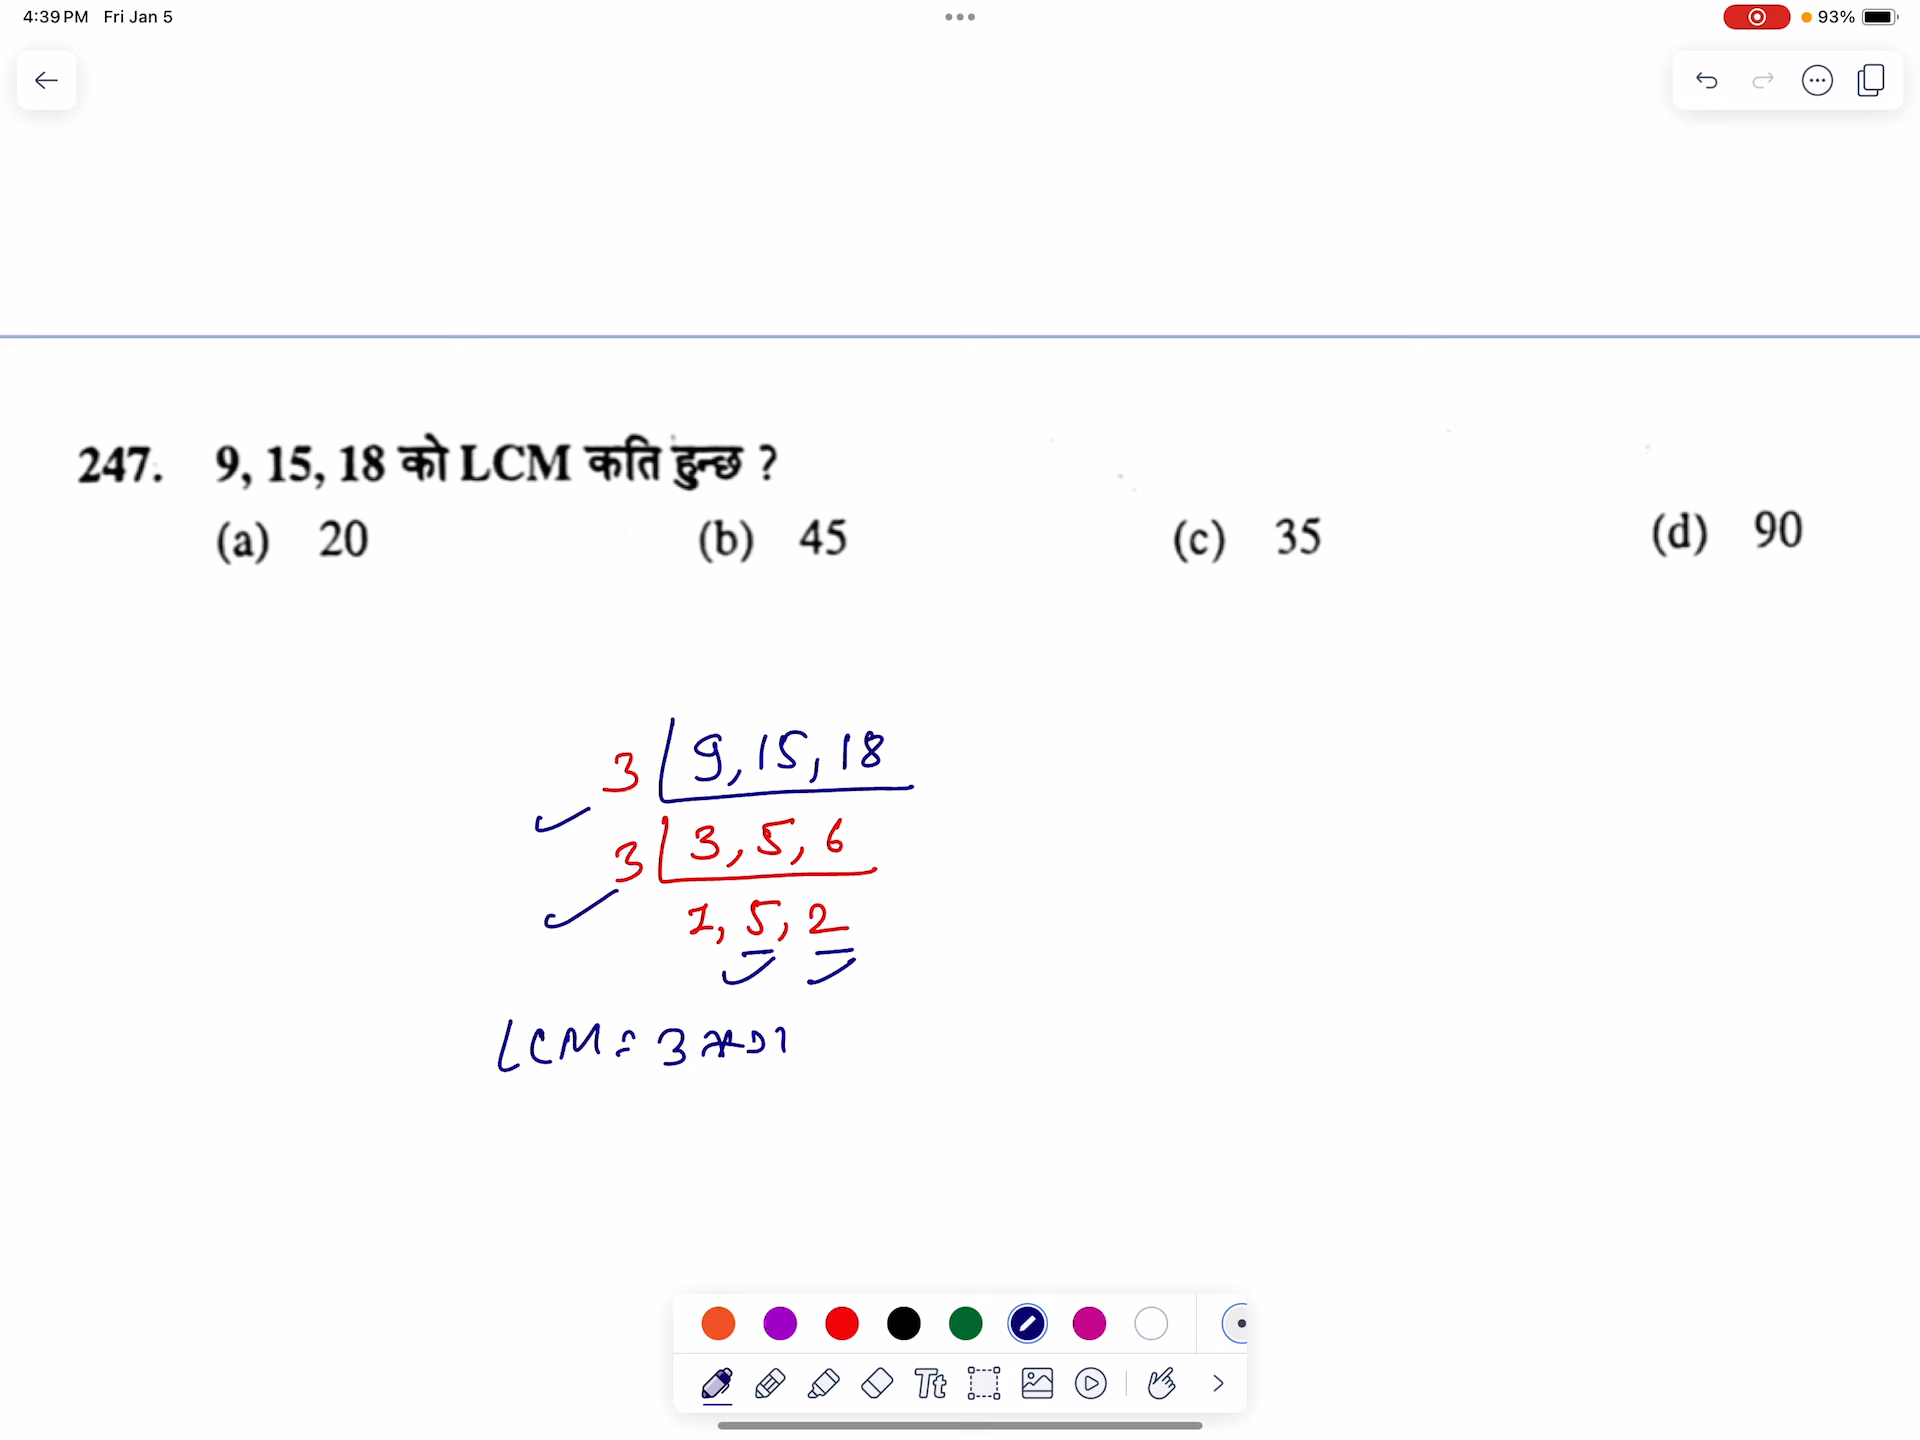 4:39 PM Fri Jan 5
93%
247. 9, 15, 18 को LCM कति हुन्छ ?
(a) 20 (b) 45 (c) 35 (d) 90
3 9, 15, 18
3 3, 5, 6
1, 5, 2
LCM = 3
Tt